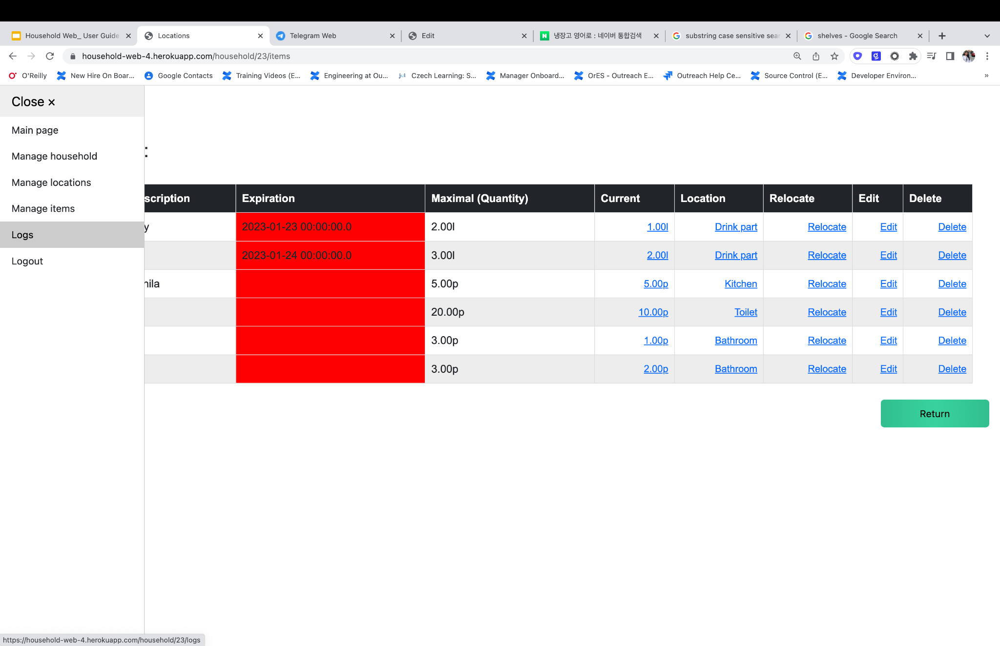 Household Web_ User Guide
Locations
Telegram Web
Edit
냉장고 영어로 : 네이버 통합검색
substring case sensitive sear
shelves - Google Search
household-web-4.herokuapp.com/household/23/items
O'Reilly
New Hire On Boar...
Google Contacts
Training Videos (E...
Engineering at Ou...
Czech Learning: S...
Manager Onboard...
OrES - Outreach E...
Outreach Help Ce...
Source Control (E...
Developer Environ...
»
Close ×
Main page
Manage household
Manage locations
Manage items
Logs
Logout
:
scription Expiration Maximal (Quantity) Current Location Relocate Edit Delete
y 2023-01-23 00:00:00.0 2.00l 1.00l Drink part Relocate Edit Delete
2023-01-24 00:00:00.0 3.00l 2.00l Drink part Relocate Edit Delete
nila 5.00p 5.00p Kitchen Relocate Edit Delete
20.00p 10.00p Toilet Relocate Edit Delete
3.00p 1.00p Bathroom Relocate Edit Delete
3.00p 2.00p Bathroom Relocate Edit Delete
Return
https://household-web-4.herokuapp.com/household/23/logs